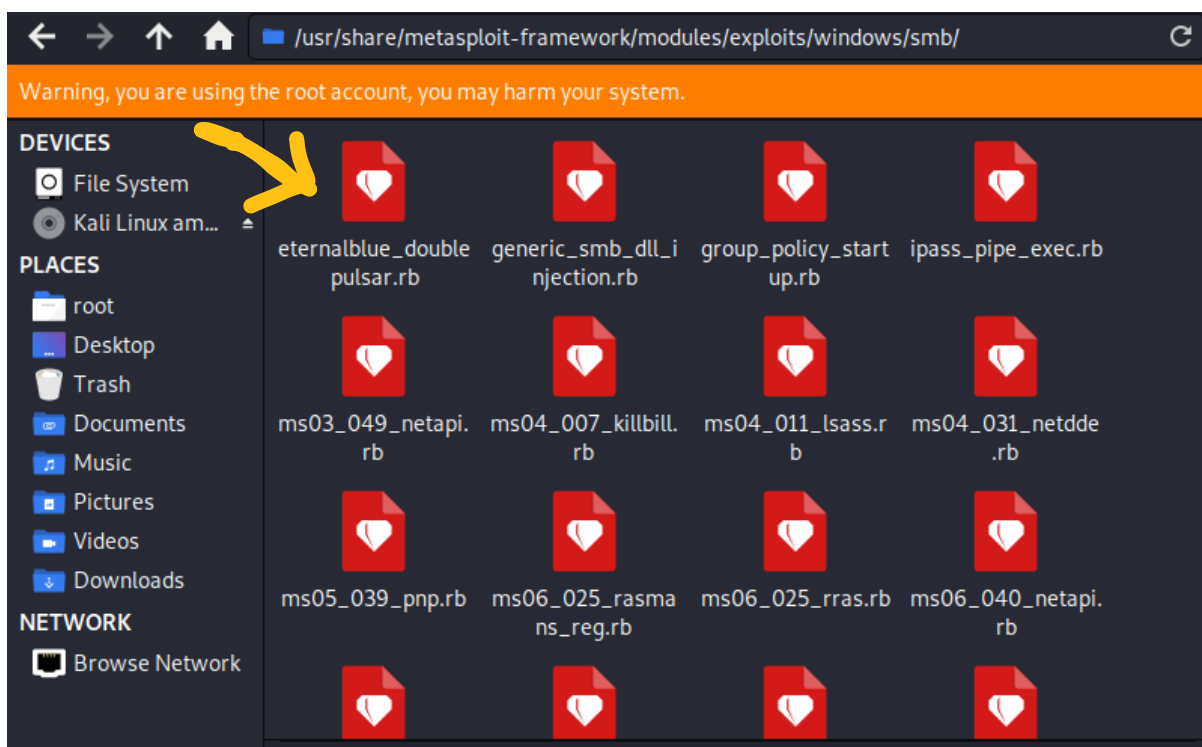 /usr/share/metasploit-framework/modules/exploits/windows/smb/
Warning, you are using the root account, you may harm your system.
DEVICES
File System
Kali Linux am...
PLACES
root
Desktop
Trash
Documents
Music
Pictures
Videos
Downloads
NETWORK
Browse Network
eternalblue_double
pulsar.rb
generic_smb_dll_i
njection.rb
group_policy_start
up.rb
ipass_pipe_exec.rb
ms03_049_netapi.
rb
ms04_007_killbill.
rb
ms04_011_lsass.r
b
ms04_031_netdde
.rb
ms05_039_pnp.rb
ms06_025_rasma
ns_reg.rb
ms06_025_rras.rb
ms06_040_netapi.
rb